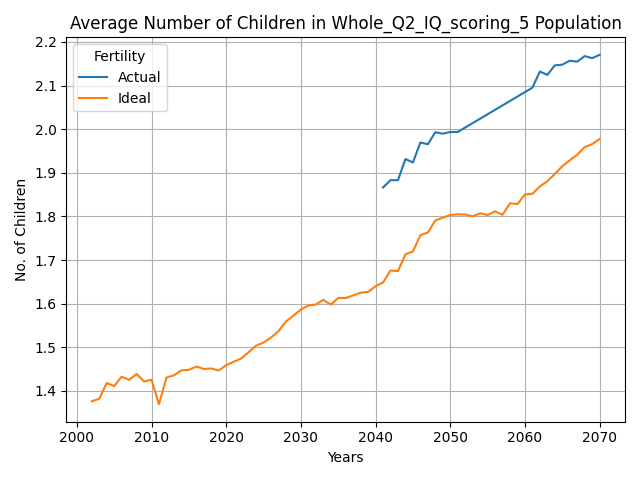 Average Number of Children in Whole_Q2_IQ_scoring_5 Population
Fertility
Actual
Ideal
No. of Children
2.2
2.1
2.0
1.9
1.8
1.7
1.6
1.5
1.4
2000 2010 2020 2030 2040 2050 2060 2070
Years